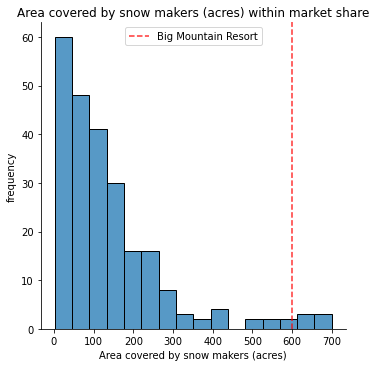 Area covered by snow makers (acres) within market share
Big Mountain Resort
60
50
40
30
20
10
0
frequency
0 100 200 300 400 500 600 700
Area covered by snow makers (acres)